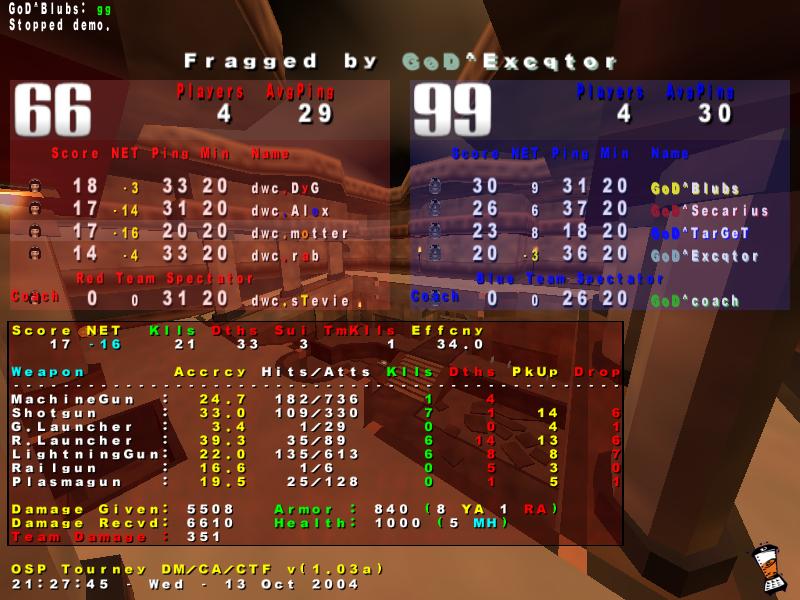 GoD^Blubs: gg
Stopped demo.
Fragged by GoD^Excqtor
66 Players AvgPing
4 29
Score NET Ping Min Name
18 -3 33 20 dwc.DyG
17 -14 31 20 dwc.Alex
17 -16 20 20 dwc.motter
14 -4 33 20 dwc.rab
Red Team Spectator
Coach 0 0 31 20 dwc.sTevie
99 Players AvgPing
4 30
Score NET Ping Min Name
30 9 31 20 GoD^Blubs
26 6 37 20 GoD^Secarius
23 8 18 20 GoD^TarGeT
20 -3 36 20 GoD^Excqtor
Blue Team Spectator
Coach 0 0 26 20 GoD^coach
Score NET Klls Dths Sui TmKlls Effcny
17 -16 21 33 3 1 34.0
Weapon Accrcy Hits/Atts Klls Dths PkUp Drop
MachineGun : 24.7 182/736 1 4
Shotgun : 33.0 109/330 7 1 14 6
G.Launcher : 3.4 1/29 0 0 4 1
R.Launcher : 39.3 35/89 6 14 13 6
LightningGun: 22.0 135/613 6 8 8 7
Railgun : 16.6 1/6 0 5 3 0
Plasmagun : 19.5 25/128 0 1 5 1
Damage Given: 5508 Armor : 840 (8 YA 1 RA)
Damage Recvd: 6610 Health: 1000 (5 MH)
Team Damage : 351
OSP Tourney DM/CA/CTF v(1.03a)
21:27:45 - Wed - 13 Oct 2004